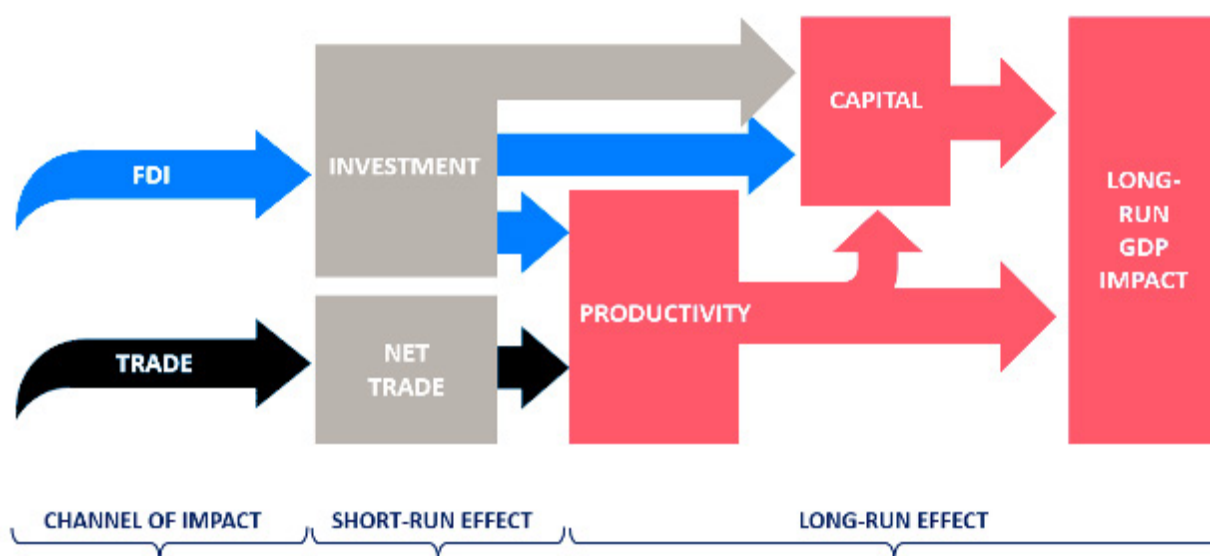 FDI
TRADE
INVESTMENT
NET
TRADE
PRODUCTIVITY
CAPITAL
LONG-
RUN
GDP
IMPACT
CHANNEL OF IMPACT
SHORT-RUN EFFECT
LONG-RUN EFFECT